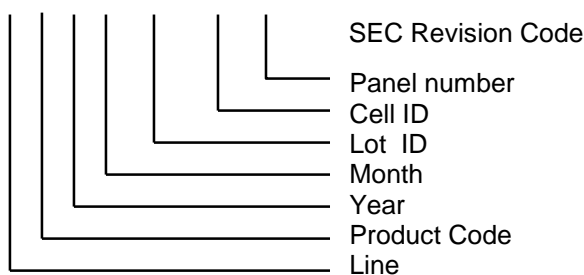 SEC Revision Code
Panel number
Cell ID
Lot ID
Month
Year
Product Code
Line